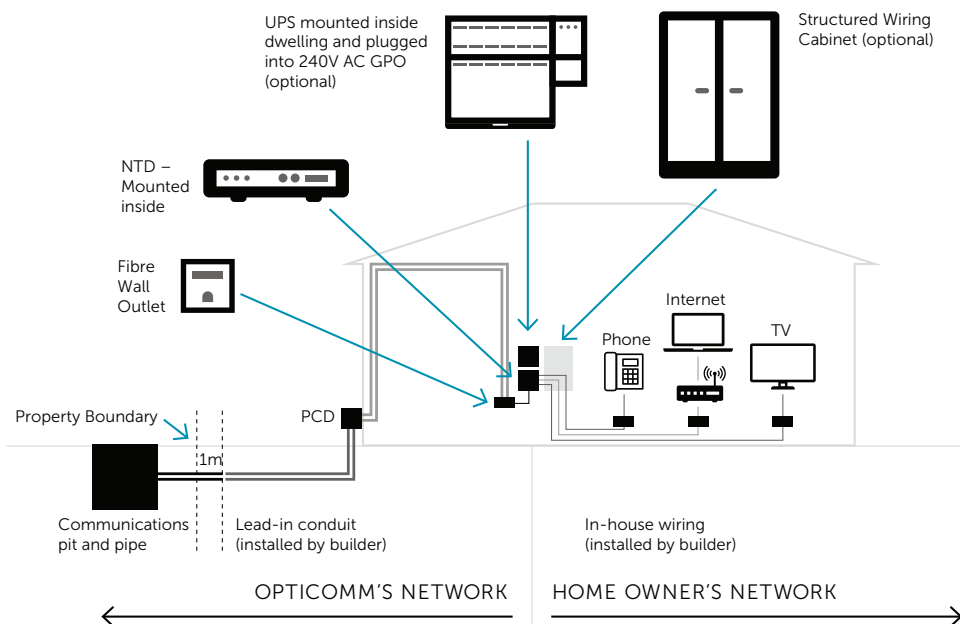 UPS mounted inside
dwelling and plugged
into 240V AC GPO
(optional)
Structured Wiring
Cabinet (optional)
NTD –
Mounted
inside
Fibre
Wall
Outlet
Internet
Phone
TV
Property Boundary
PCD
1m
Communications
pit and pipe
Lead-in conduit
(installed by builder)
In-house wiring
(installed by builder)
OPTICOMM'S NETWORK
HOME OWNER'S NETWORK